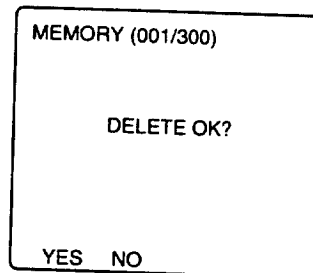 MEMORY (001/300)
DELETE OK?
YES NO